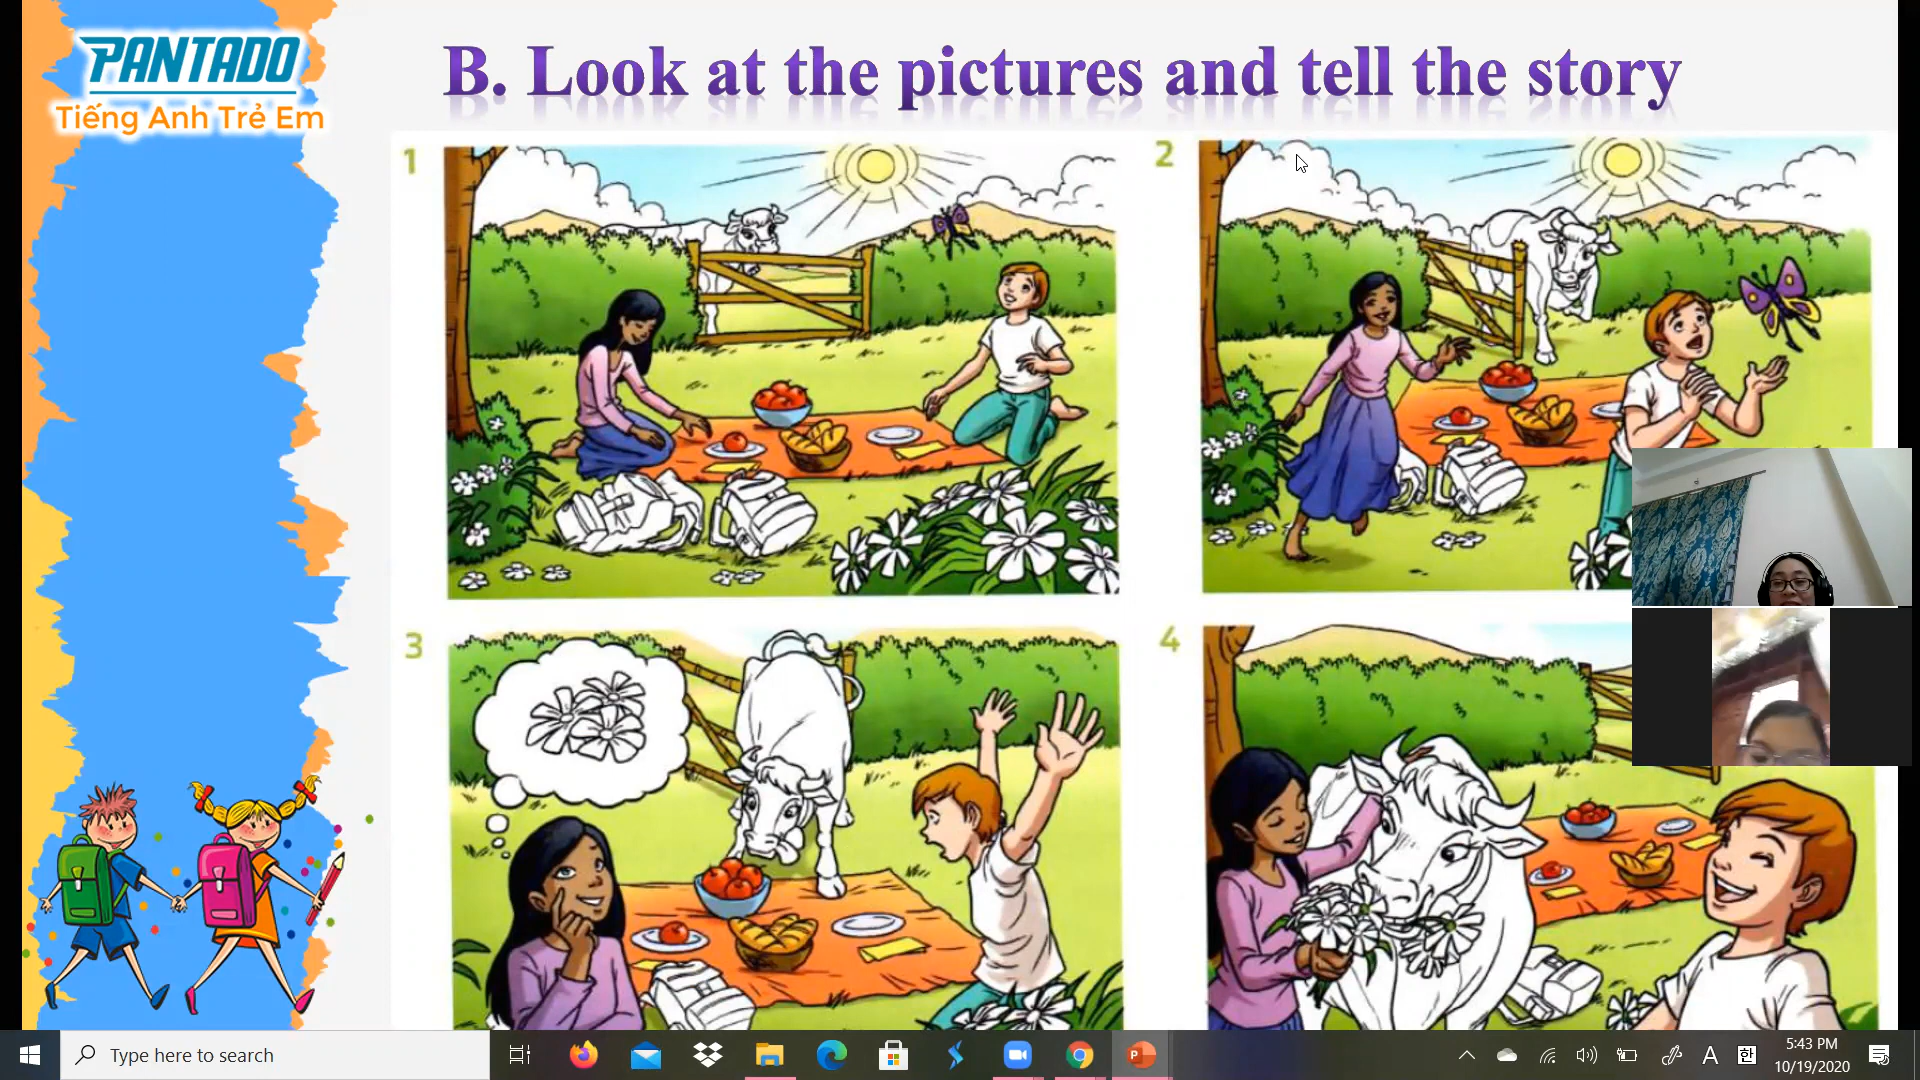 PANTADO
Tiếng Anh Trẻ Em
B. Look at the pictures and tell the story
1
2
3
4
Type here to search
P
A
한
5:43 PM
10/19/2020